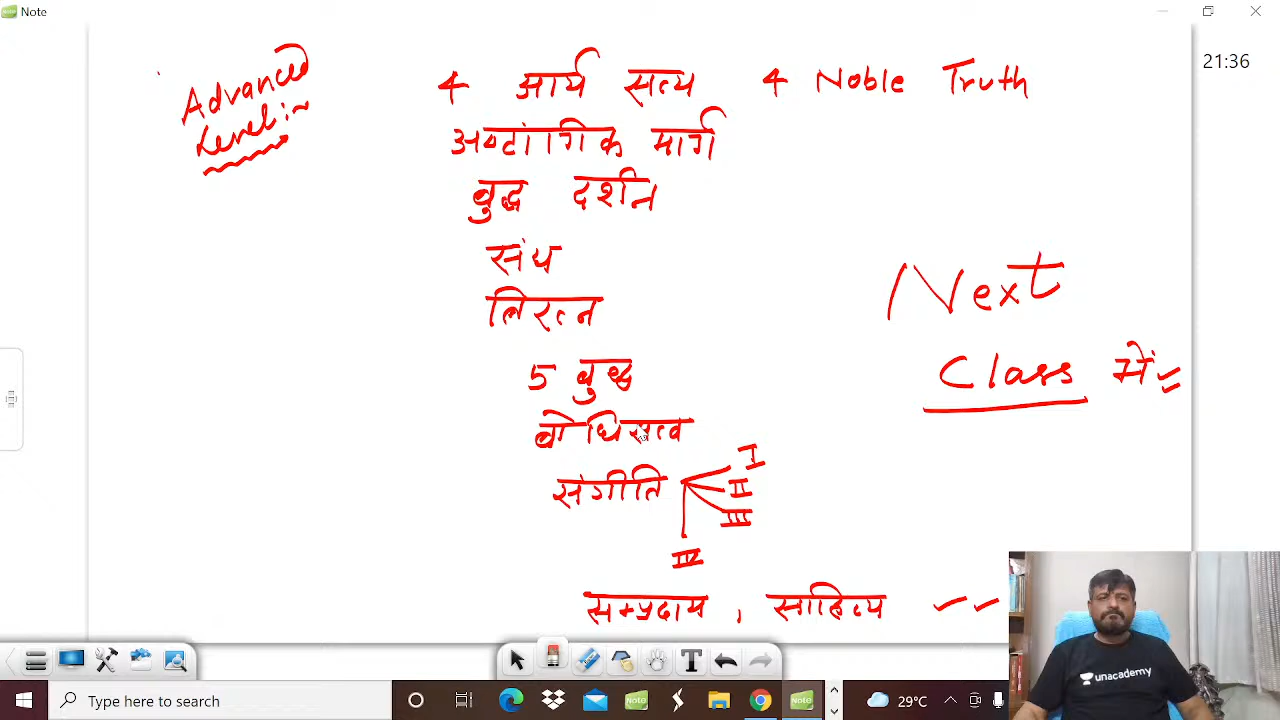 Note
21:36
Advanced
Level:~
4 आर्य सत्य 4 Noble Truth
अष्टांगिक मार्ग
बुद्ध दर्शन
संघ
त्रिरत्न
5 बुद्ध
बोधिसत्व
संगीति
I
II
III
IV
सम्प्रदाय , साहित्य
Next
Class में
unacademy
Type here to search
29°C